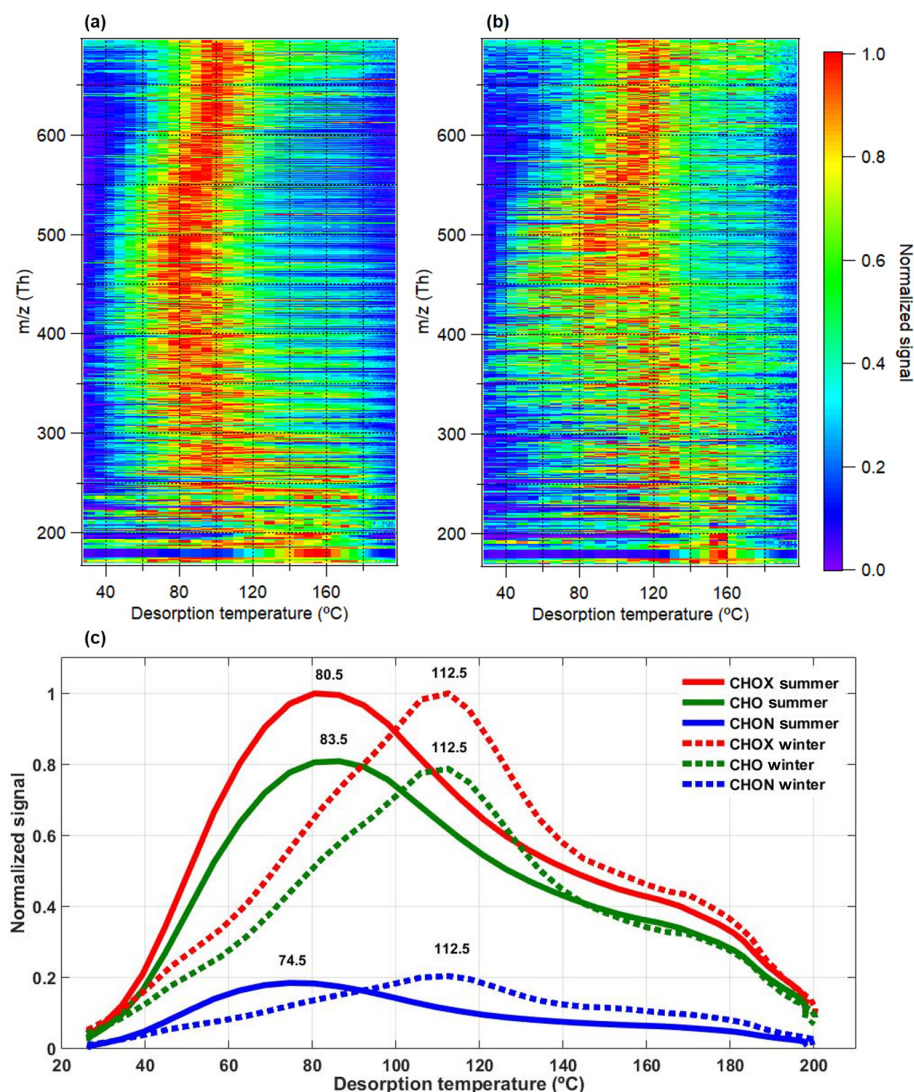 (a)
(b)
m/z (Th)
600
500
400
300
200
40 80 120 160
Desorption temperature (ºC)
m/z (Th)
600
500
400
300
200
40 80 120 160
Desorption temperature (ºC)
1.0
0.8
0.6
0.4
0.2
0.0
Normalized signal
(c)
Normalized signal
1
0.8
0.6
0.4
0.2
0
80.5
83.5
74.5
112.5
112.5
112.5
CHOX summer
CHO summer
CHON summer
CHOX winter
CHO winter
CHON winter
20 40 60 80 100 120 140 160 180 200
Desorption temperature (ºC)